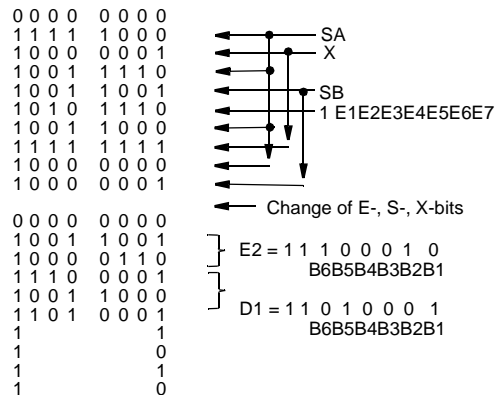 0 0 0 0 0 0 0 0
1 1 1 1 1 0 0 0 SA
1 0 0 0 0 0 0 1 X
1 0 0 1 1 1 1 0
1 0 0 1 1 0 0 1 SB
1 0 1 0 1 1 1 0 1 E1E2E3E4E5E6E7
1 0 0 1 1 0 0 0
1 1 1 1 1 1 1 1
1 0 0 0 0 0 0 0
1 0 0 0 0 0 0 1
Change of E-, S-, X-bits
0 0 0 0 0 0 0 0
1 0 0 1 1 0 0 1
1 0 0 0 0 1 1 0
E2 = 1 1 1 0 0 0 1 0
B6B5B4B3B2B1
1 1 1 0 0 0 0 1
1 0 0 1 1 0 0 0
1 1 0 1 0 0 0 1
D1 = 1 1 0 1 0 0 0 1
B6B5B4B3B2B1
1 1
1 0
1 1
1 0